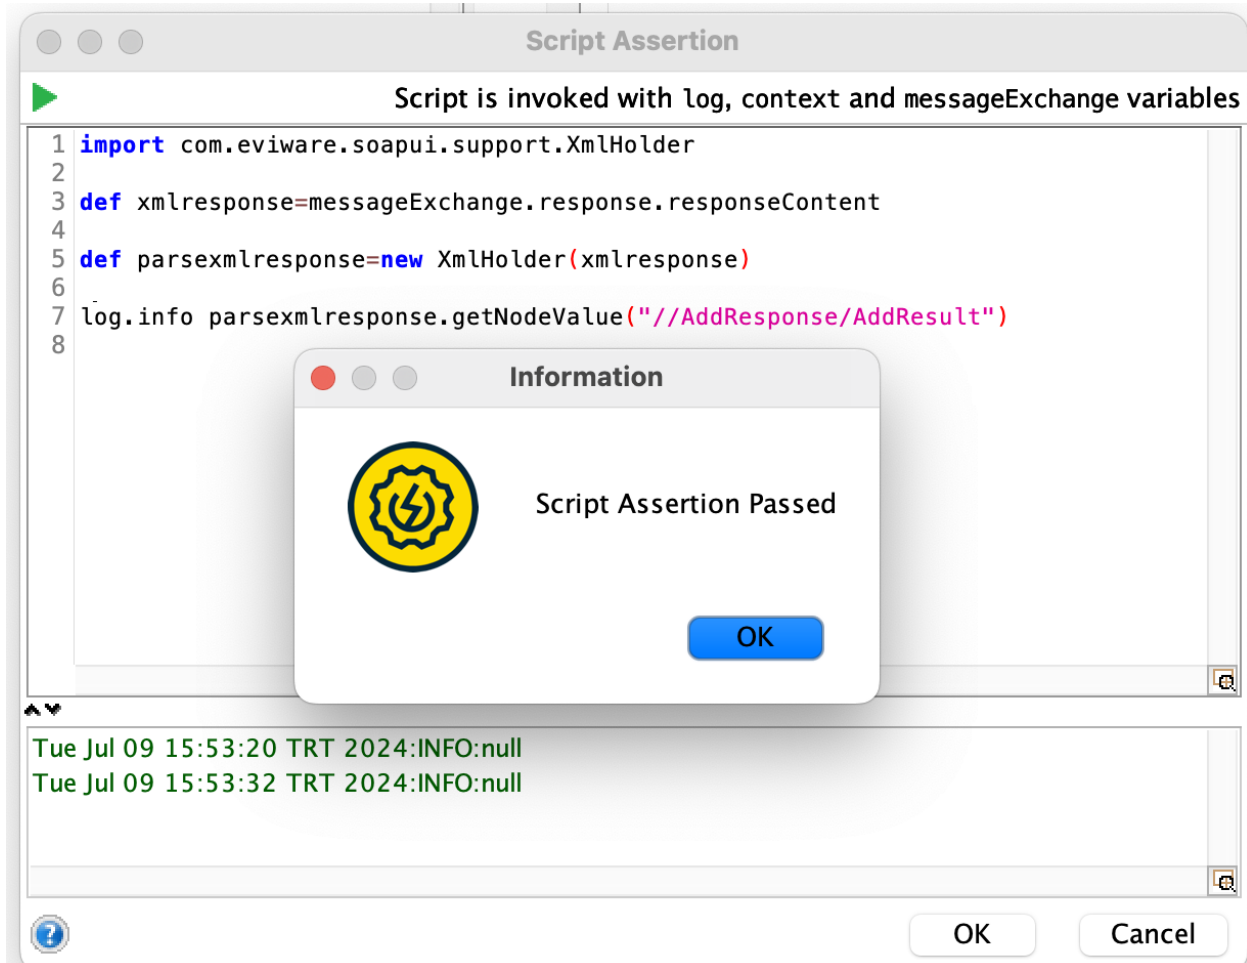 Script Assertion
Script is invoked with log, context and messageExchange variables
1 import com.eviware.soapui.support.XmlHolder
2
3 def xmlresponse=messageExchange.response.responseContent
4
5 def parsexmlresponse=new XmlHolder(xmlresponse)
6
7 log.info parsexmlresponse.getNodeValue("//AddResponse/AddResult")
8
Information
Script Assertion Passed
OK
Tue Jul 09 15:53:20 TRT 2024:INFO:null
Tue Jul 09 15:53:32 TRT 2024:INFO:null
?
OK Cancel